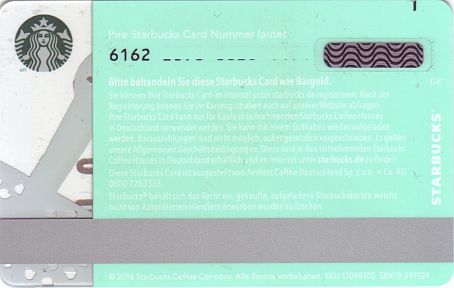 Ihre Starbucks Card Nummer lautet
6162
Bitte behandeln Sie diese Starbucks Card wie Bargeld.
DE
Sie können Ihre Starbucks Card im Internet unter starbucks.de registrieren. Nach der
Registrierung können Sie Ihr Kartenguthaben auch auf unserer Website abfragen.
Ihre Starbucks Card kann nur für Käufe in teilnehmenden Starbucks Coffee Houses
in Deutschland verwendet werden. Sie kann mit einem Guthaben wieder aufgeladen
werden. Barauszahlungen sind nicht möglich, außer gesetzlich vorgeschrieben. Es gelten
unsere Allgemeinen Geschäftsbedingungen. Diese sind in den teilnehmenden Starbucks
Coffee Houses in Deutschland erhältlich und im Internet unter starbucks.de zu finden.
Diese Starbucks Card ist ausgestellt von AmRest Coffee Deutschland Sp. z o.o. + Co. KG
0800 7263333.
Starbucks® behält sich das Recht vor, gekaufte, aufgeladene Starbuckskarten welche
nicht von Autorisierten Händlern erworben wurden zu löschen.
STARBUCKS®
© 2018 Starbucks Coffee Company. Alle Rechte vorbehalten. SKU 11098705. SBX19-391924